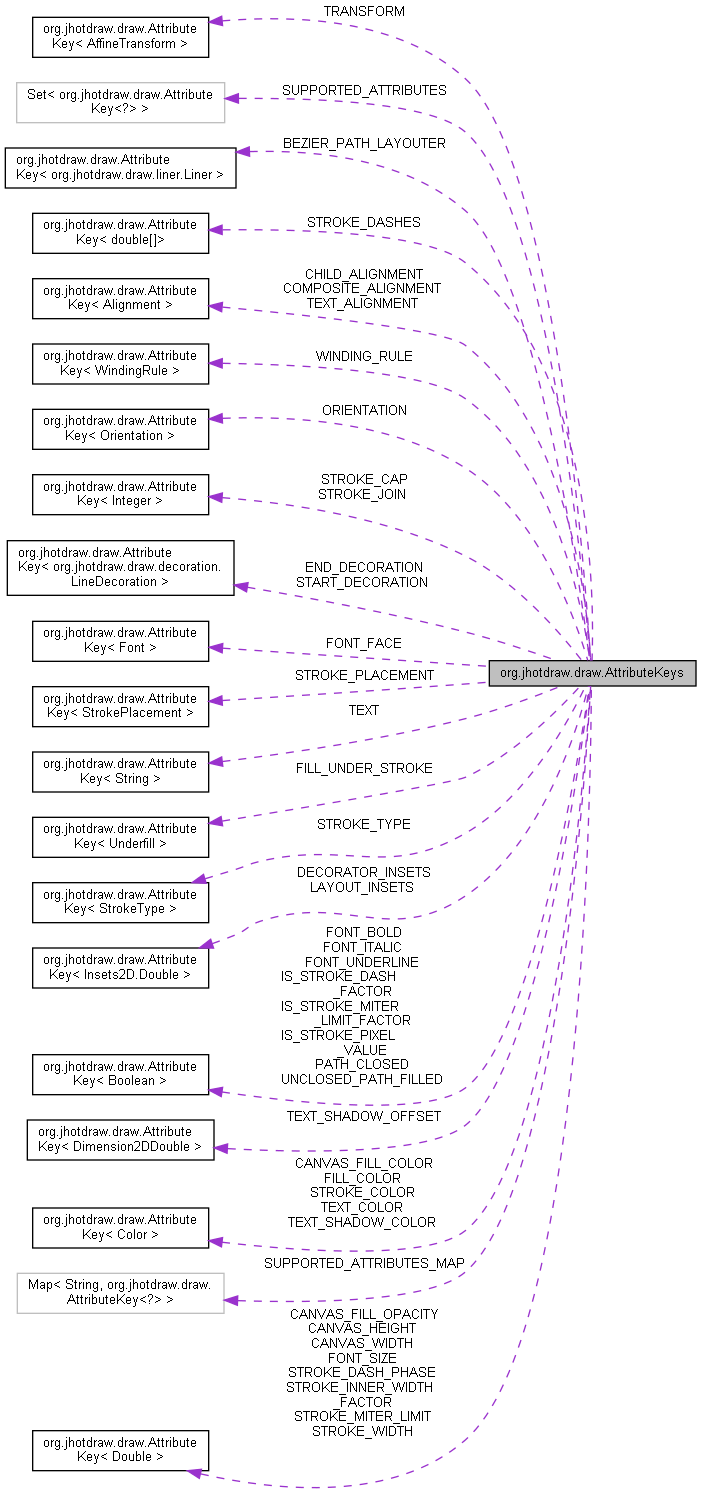 TRANSFORM
org.jhotdraw.draw.Attribute
Key< AffineTransform >
SUPPORTED_ATTRIBUTES
Set< org.jhotdraw.draw.Attribute
Key<?> >
BEZIER_PATH_LAYOUTER
org.jhotdraw.draw.Attribute
Key< org.jhotdraw.draw.liner.Liner >
STROKE_DASHES
org.jhotdraw.draw.Attribute
Key< double[]>
CHILD_ALIGNMENT
COMPOSITE_ALIGNMENT
TEXT_ALIGNMENT
org.jhotdraw.draw.Attribute
Key< Alignment >
WINDING_RULE
org.jhotdraw.draw.Attribute
Key< WindingRule >
ORIENTATION
org.jhotdraw.draw.Attribute
Key< Orientation >
STROKE_CAP
STROKE_JOIN
org.jhotdraw.draw.Attribute
Key< Integer >
END_DECORATION
START_DECORATION
org.jhotdraw.draw.Attribute
Key< org.jhotdraw.draw.decoration.
LineDecoration >
FONT_FACE
org.jhotdraw.draw.Attribute
Key< Font >
org.jhotdraw.draw.AttributeKeys
STROKE_PLACEMENT
org.jhotdraw.draw.Attribute
Key< StrokePlacement >
TEXT
org.jhotdraw.draw.Attribute
Key< String >
FILL_UNDER_STROKE
org.jhotdraw.draw.Attribute
Key< Underfill >
STROKE_TYPE
org.jhotdraw.draw.Attribute
Key< StrokeType >
DECORATOR_INSETS
LAYOUT_INSETS
org.jhotdraw.draw.Attribute
Key< Insets2D.Double >
FONT_BOLD
FONT_ITALIC
FONT_UNDERLINE
IS_STROKE_DASH
_FACTOR
IS_STROKE_MITER
_LIMIT_FACTOR
IS_STROKE_PIXEL
_VALUE
PATH_CLOSED
UNCLOSED_PATH_FILLED
org.jhotdraw.draw.Attribute
Key< Boolean >
TEXT_SHADOW_OFFSET
org.jhotdraw.draw.Attribute
Key< Dimension2DDouble >
CANVAS_FILL_COLOR
FILL_COLOR
STROKE_COLOR
TEXT_COLOR
TEXT_SHADOW_COLOR
org.jhotdraw.draw.Attribute
Key< Color >
SUPPORTED_ATTRIBUTES_MAP
Map< String, org.jhotdraw.draw.
AttributeKey<?> >
CANVAS_FILL_OPACITY
CANVAS_HEIGHT
CANVAS_WIDTH
FONT_SIZE
STROKE_DASH_PHASE
STROKE_INNER_WIDTH
_FACTOR
STROKE_MITER_LIMIT
STROKE_WIDTH
org.jhotdraw.draw.Attribute
Key< Double >